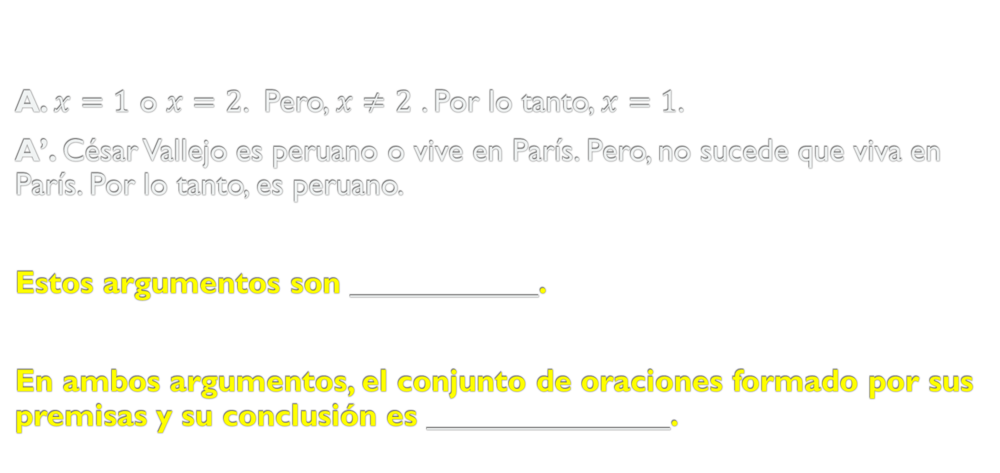 A. x = 1 o x = 2. Pero, x ≠ 2 . Por lo tanto, x = 1.
A’. César Vallejo es peruano o vive en París. Pero, no sucede que viva en
París. Por lo tanto, es peruano.
Estos argumentos son ____________.
En ambos argumentos, el conjunto de oraciones formado por sus
premisas y su conclusión es ________________.